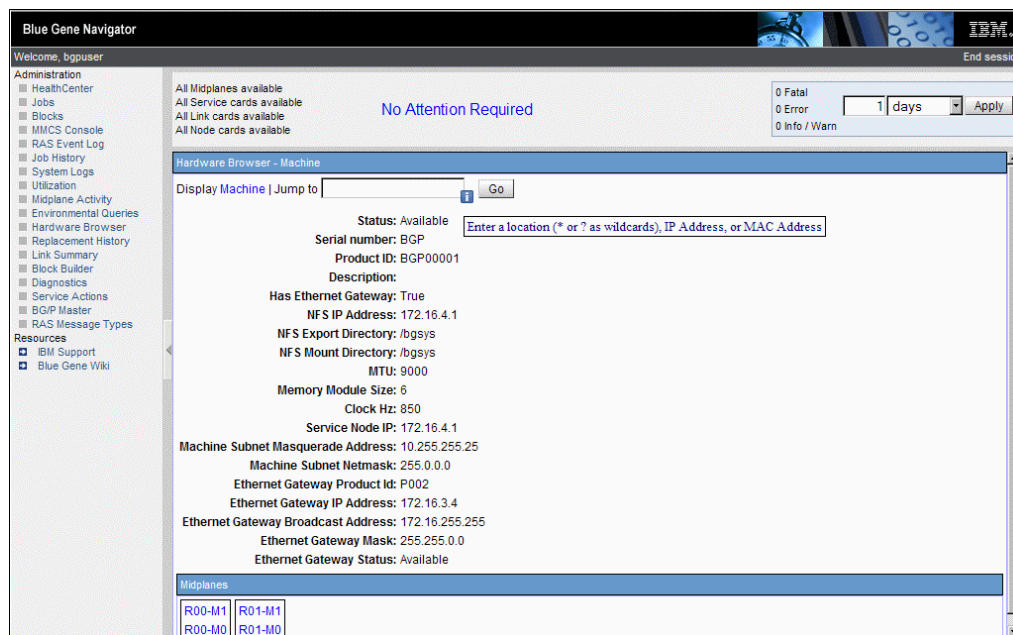 Blue Gene Navigator
IBM.
Welcome, bgpuser
End sessio
Administration
HealthCenter
Jobs
Blocks
MMCS Console
RAS Event Log
Job History
System Logs
Utilization
Midplane Activity
Environmental Queries
Hardware Browser
Replacement History
Link Summary
Block Builder
Diagnostics
Service Actions
BG/P Master
RAS Message Types
Resources
IBM Support
Blue Gene Wiki
All Midplanes available
All Service cards available
All Link cards available
All Node cards available
No Attention Required
0 Fatal
0 Error
0 Info / Warn
1 days Apply
Hardware Browser - Machine
Display Machine | Jump to i Go
Enter a location (* or ? as wildcards), IP Address, or MAC Address
Status: Available
Serial number: BGP
Product ID: BGP00001
Description:
Has Ethernet Gateway: True
NFS IP Address: 172.16.4.1
NFS Export Directory: /bgsys
NFS Mount Directory: /bgsys
MTU: 9000
Memory Module Size: 6
Clock Hz: 850
Service Node IP: 172.16.4.1
Machine Subnet Masquerade Address: 10.255.255.25
Machine Subnet Netmask: 255.0.0.0
Ethernet Gateway Product Id: P002
Ethernet Gateway IP Address: 172.16.3.4
Ethernet Gateway Broadcast Address: 172.16.255.255
Ethernet Gateway Mask: 255.255.0.0
Ethernet Gateway Status: Available
Midplanes
R00-M1 R01-M1
R00-M0 R01-M0